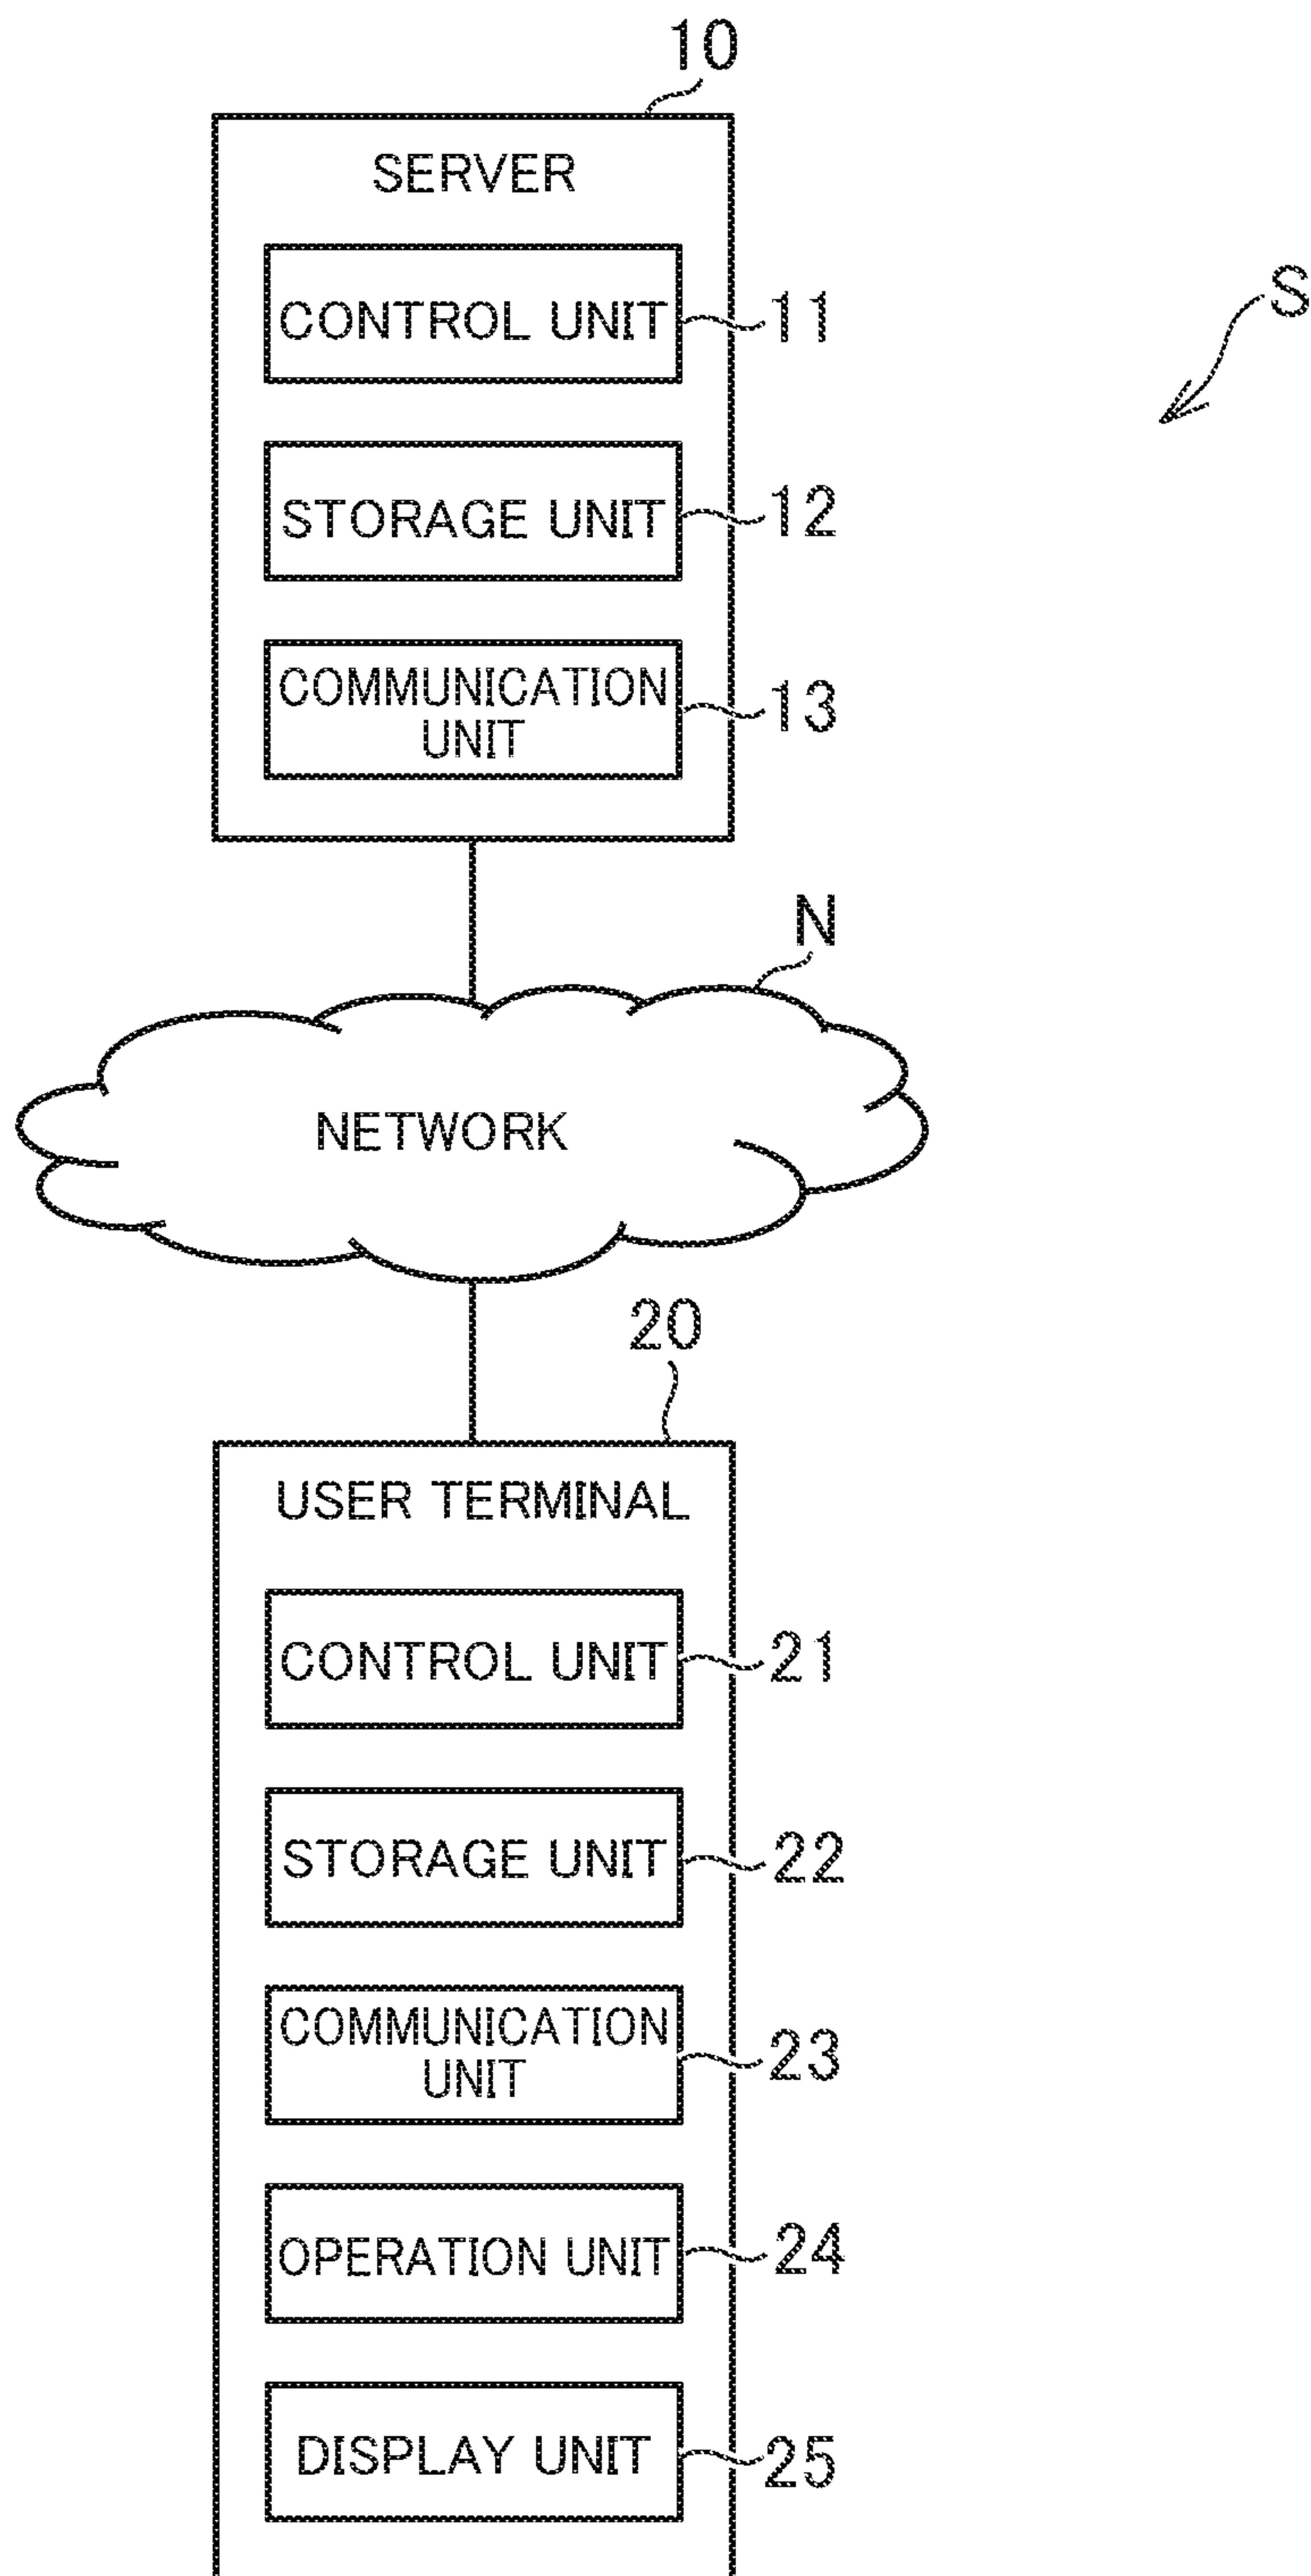 10
SERVER
CONTROL UNIT
11
S
STORAGE UNIT
12
COMMUNICATION
UNIT
13
N
NETWORK
20
USER TERMINAL
CONTROL UNIT
21
STORAGE UNIT
22
COMMUNICATION
UNIT
23
OPERATION UNIT
24
DISPLAY UNIT
25